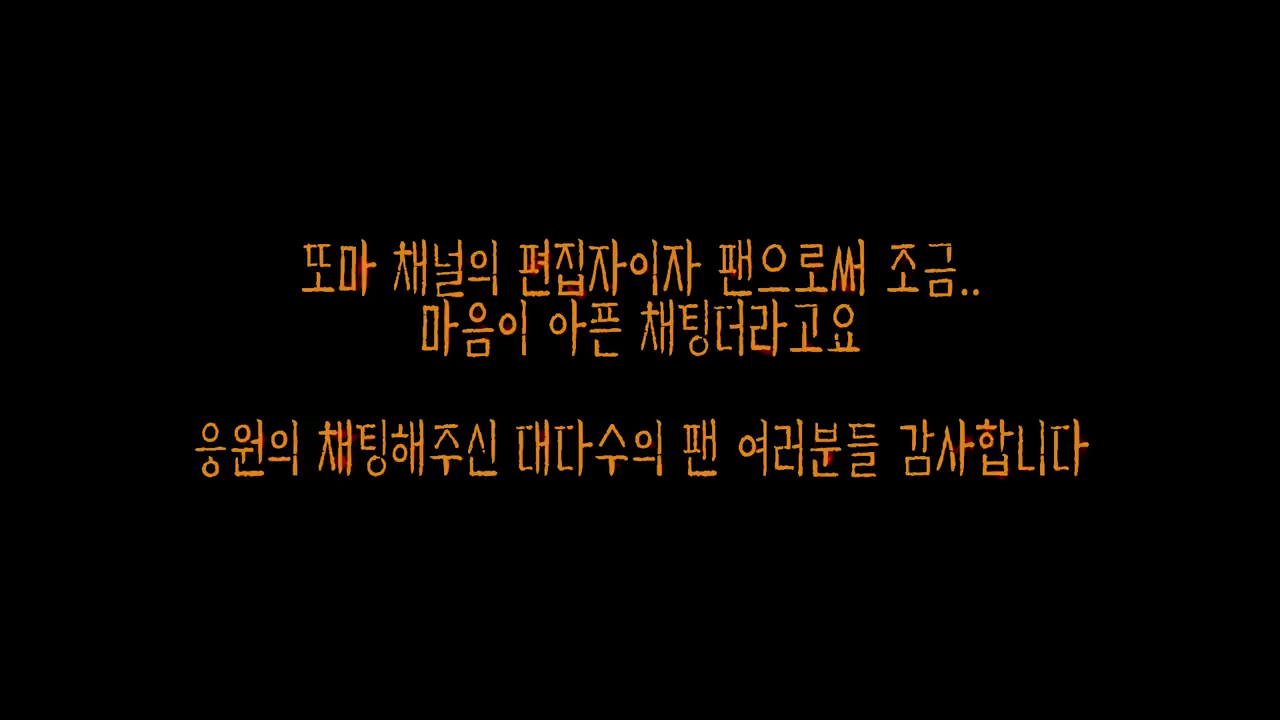 또마 채널의 편집자이자 팬으로써 조금..
마음이 아픈 채팅더라고요
응원의 채팅해주신 대다수의 팬 여러분들 감사합니다